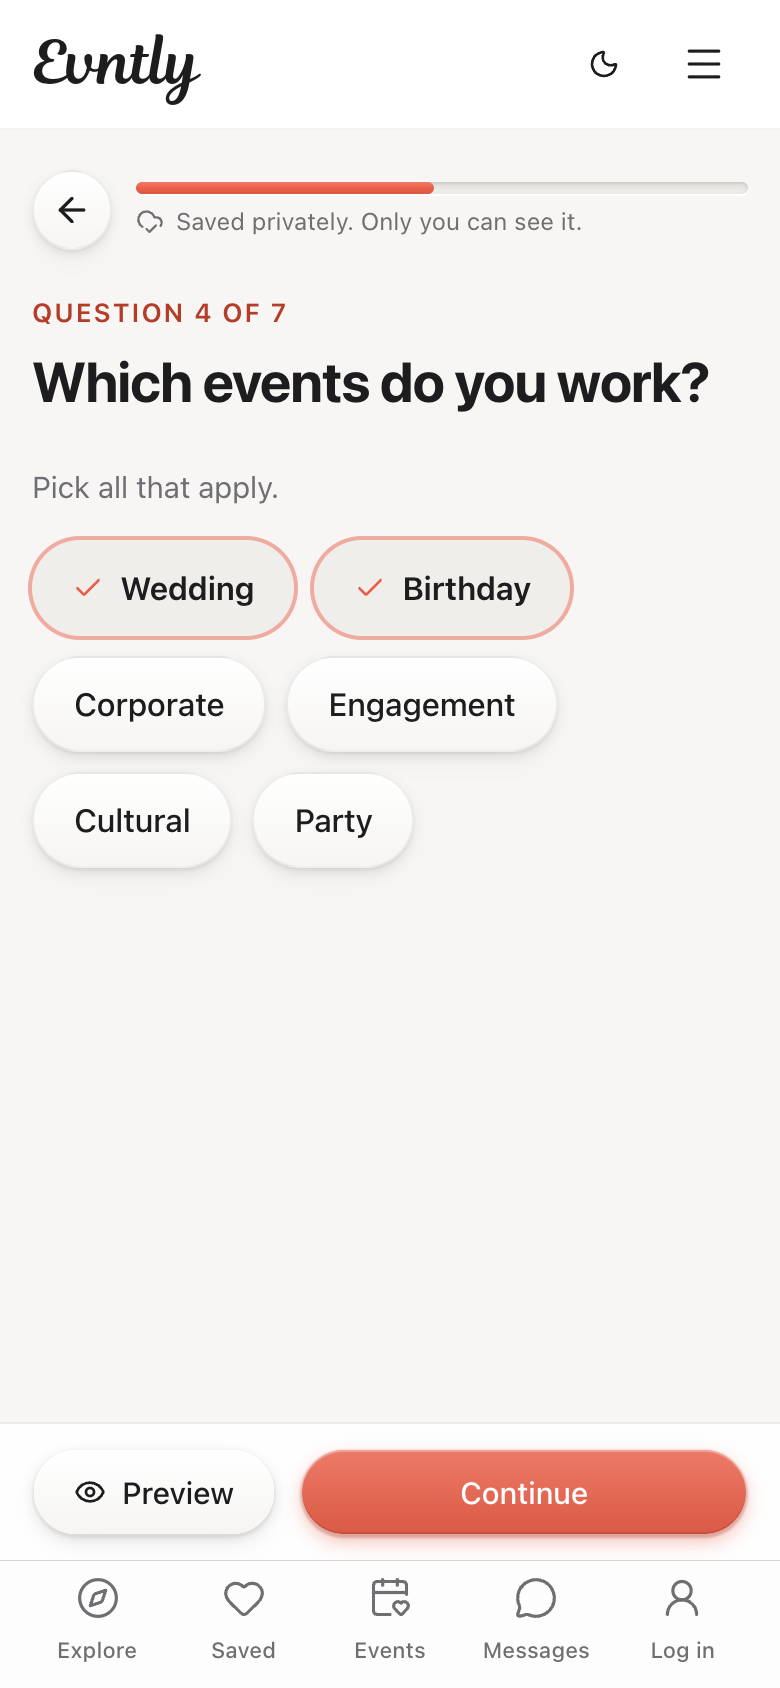 Evntly
Saved privately. Only you can see it.
QUESTION 4 OF 7
Which events do you work?
Pick all that apply.
Wedding
Birthday
Corporate
Engagement
Cultural
Party
Preview
Continue
Explore
Saved
Events
Messages
Log in